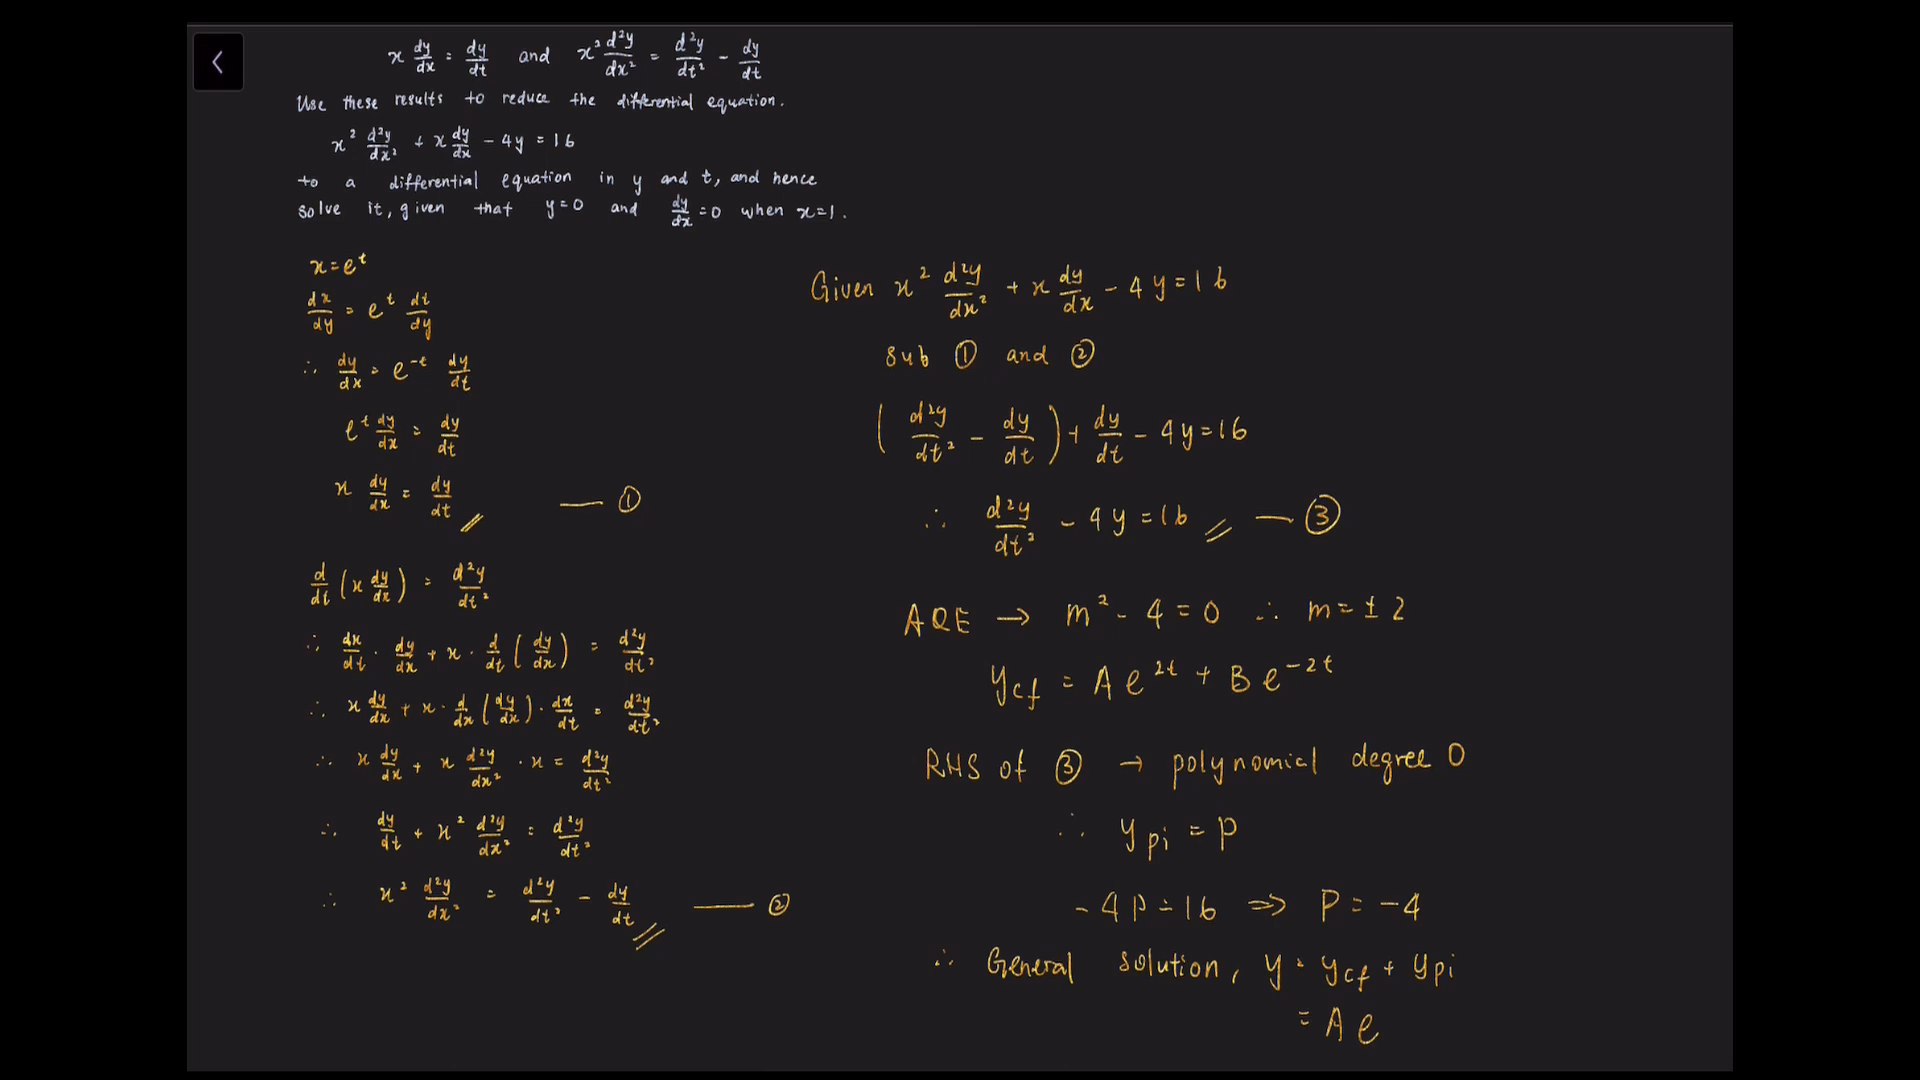 x dy/dx = dy/dt and x² d²y/dx² = d²y/dt² - dy/dt
Use these results to reduce the differential equation.
x² d²y/dx² + x dy/dx - 4y = 16
to a differential equation in y and t, and hence
solve it, given that y=0 and dy/dx = 0 when x=1.
x = e^t
dx/dy = e^t dt/dy
∴ dy/dx = e^-t dy/dt
e^t dy/dx = dy/dt
x dy/dx = dy/dt // — ①
d/dt (x dy/dx) = d²y/dt²
∴ dx/dt · dy/dx + x · d/dt (dy/dx) = d²y/dt²
∴ x dy/dx + x · d/dx (dy/dx) · dx/dt = d²y/dt²
∴ x dy/dx + x d²y/dx² · x = d²y/dt²
∴ dy/dt + x² d²y/dx² = d²y/dt²
∴ x² d²y/dx² = d²y/dt² - dy/dt // — ②
Given x² d²y/dx² + x dy/dx - 4y = 16
sub ① and ②
(d²y/dt² - dy/dt) + dy/dt - 4y = 16
∴ d²y/dt² - 4y = 16 // — ③
AQE → m² - 4 = 0 ∴ m = ± 2
y_cf = A e^2t + B e^-2t
RHS of ③ → polynomial degree 0
∴ y_pi = P
-4P = 16 ⇒ P = -4
∴ General solution, y = y_cf + y_pi
= A e